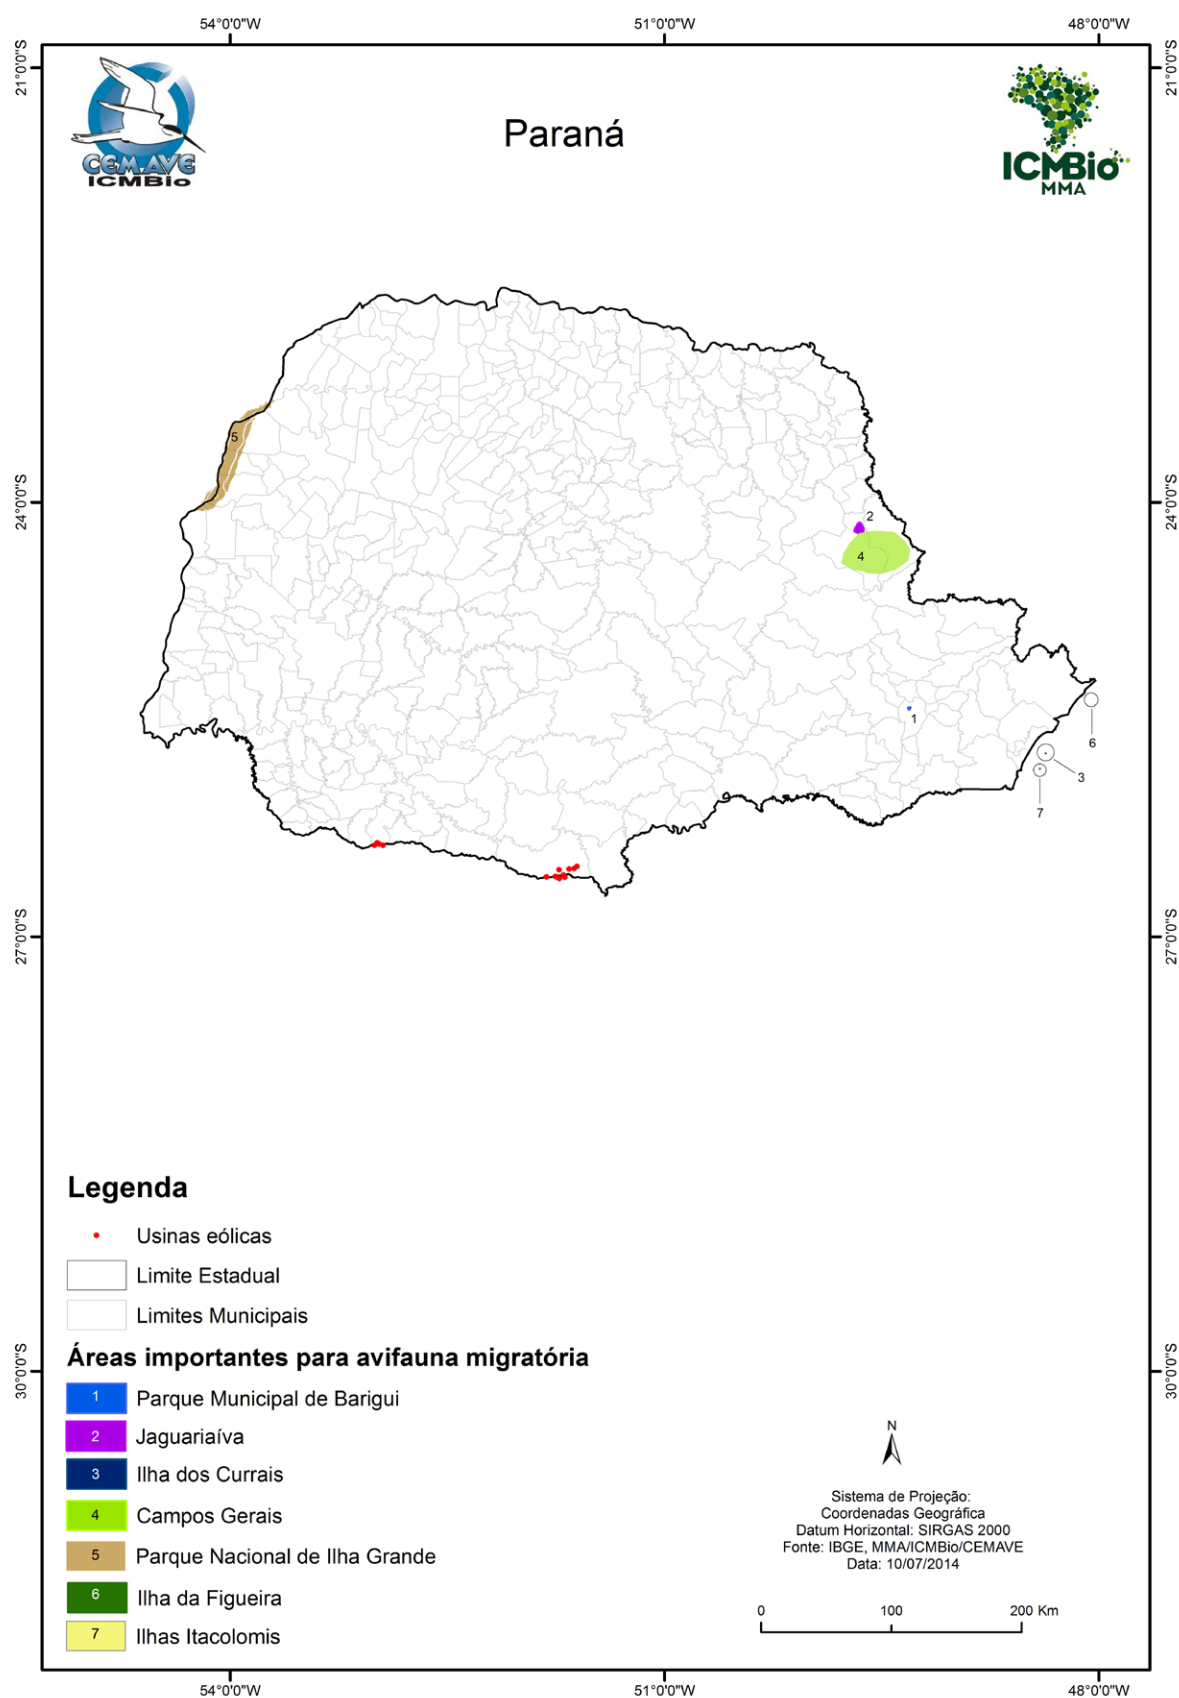 54°0'0"W
51°0'0"W
48°0'0"W
21°0'0"S
21°0'0"S
CEMAVE
ICMBio
Paraná
ICMBio
MMA
5
24°0'0"S
24°0'0"S
2
4
1
6
3
7
27°0'0"S
27°0'0"S
Legenda
Usinas eólicas
Limite Estadual
Limites Municipais
Áreas importantes para avifauna migratória
30°0'0"S
30°0'0"S
1 Parque Municipal de Barigui
2 Jaguariaíva
3 Ilha dos Currais
4 Campos Gerais
5 Parque Nacional de Ilha Grande
6 Ilha da Figueira
7 Ilhas Itacolomis
N
Sistema de Projeção:
Coordenadas Geográfica
Datum Horizontal: SIRGAS 2000
Fonte: IBGE, MMA/ICMBio/CEMAVE
Data: 10/07/2014
0 100 200 Km
54°0'0"W
51°0'0"W
48°0'0"W